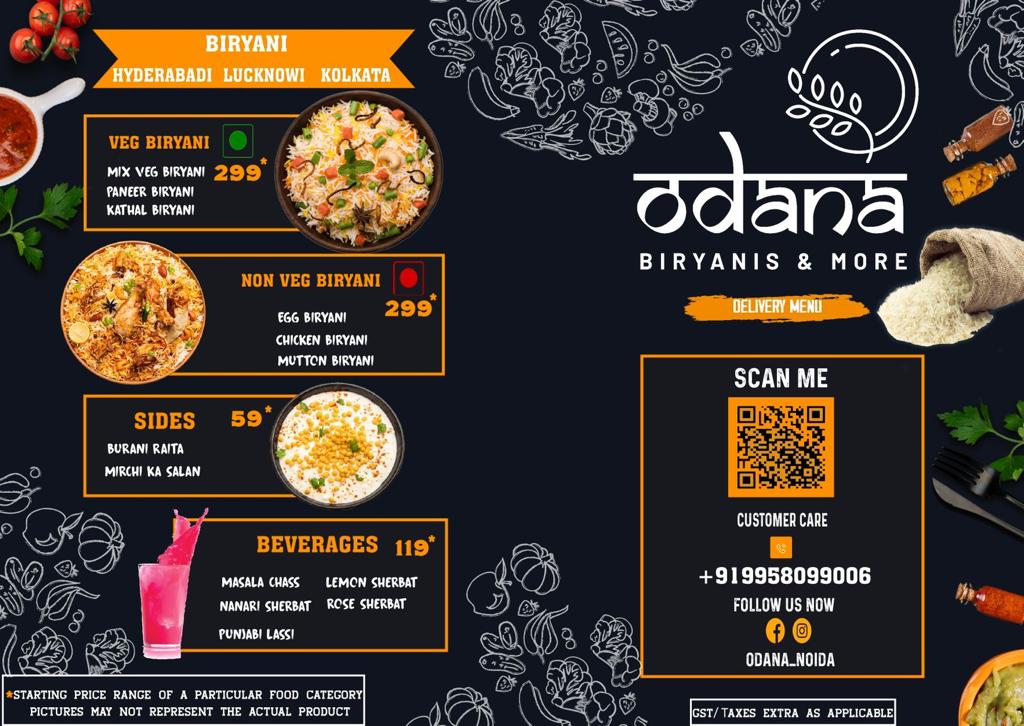 BIRYANI
HYDERABADI LUCKNOWI KOLKATA
VEG BIRYANI
MIX VEG BIRYANI 299*
PANEER BIRYANI
KATHAL BIRYANI
NON VEG BIRYANI
299*
EGG BIRYANI
CHICKEN BIRYANI
MUTTON BIRYANI
SIDES 59*
BURANI RAITA
MIRCHI KA SALAN
BEVERAGES 119*
MASALA CHASS LEMON SHERBAT
NANARI SHERBAT ROSE SHERBAT
PUNJABI LASSI
*STARTING PRICE RANGE OF A PARTICULAR FOOD CATEGORY
PICTURES MAY NOT REPRESENT THE ACTUAL PRODUCT
odana
BIRYANIS & MORE
DELIVERY MENU
SCAN ME
CUSTOMER CARE
+919958099006
FOLLOW US NOW
ODANA_NOIDA
GST/TAXES EXTRA AS APPLICABLE